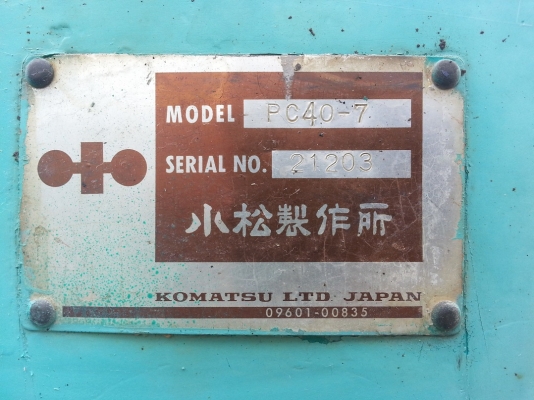 MODEL PC40-7
SERIAL NO. 21203
小松製作所
KOMATSU LTD JAPAN
09601-00835